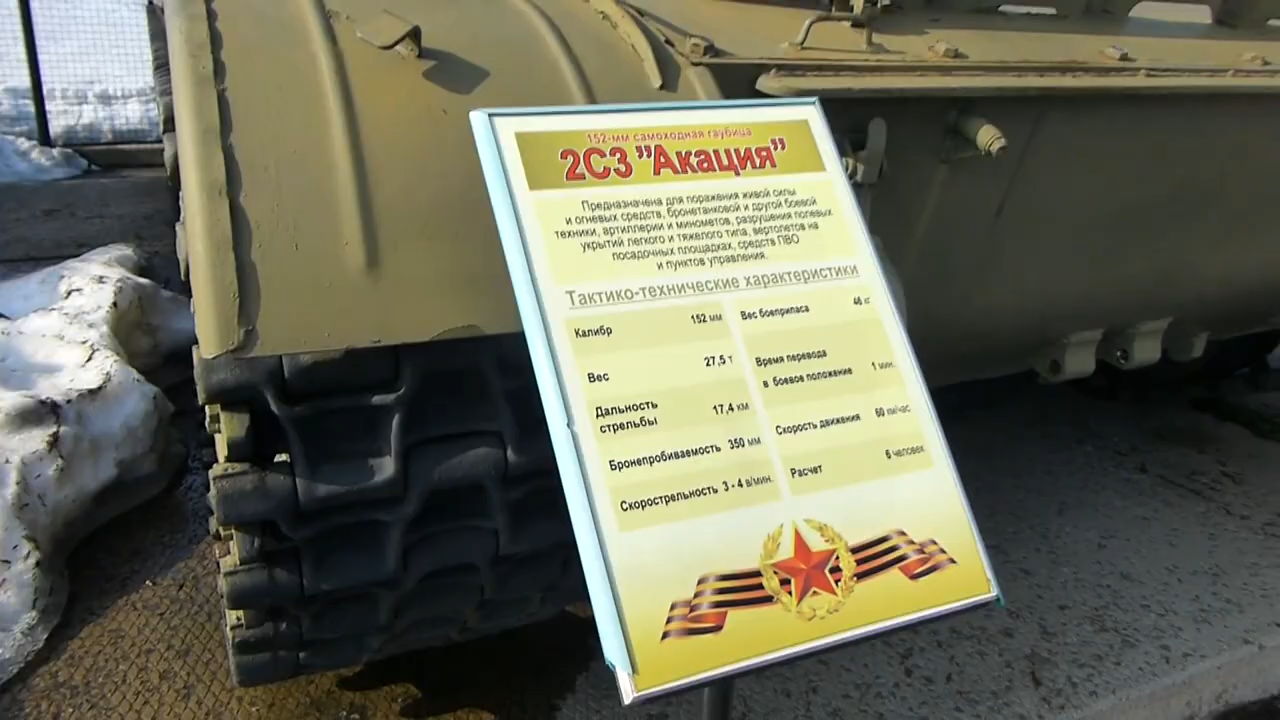 152-мм самоходная гаубица
2С3 "Акация"
Предназначена для поражения живой силы
и огневых средств, бронетанковой и другой боевой
техники, артиллерии и минометов, разрушения полевых
укрытий легкого и тяжелого типа, вертолетов на
посадочных площадках, средств ПВО
и пунктов управления.
Тактико-технические характеристики
Калибр 152 мм
Вес 27,5 т
Дальность
стрельбы 17,4 км
Бронепробиваемость 350 мм
Скорострельность 3 - 4 в/мин.
Вес боеприпаса 46 кг
Время перевода
в боевое положение 1 мин.
Скорость движения 60 км/час
Расчет 6 человек